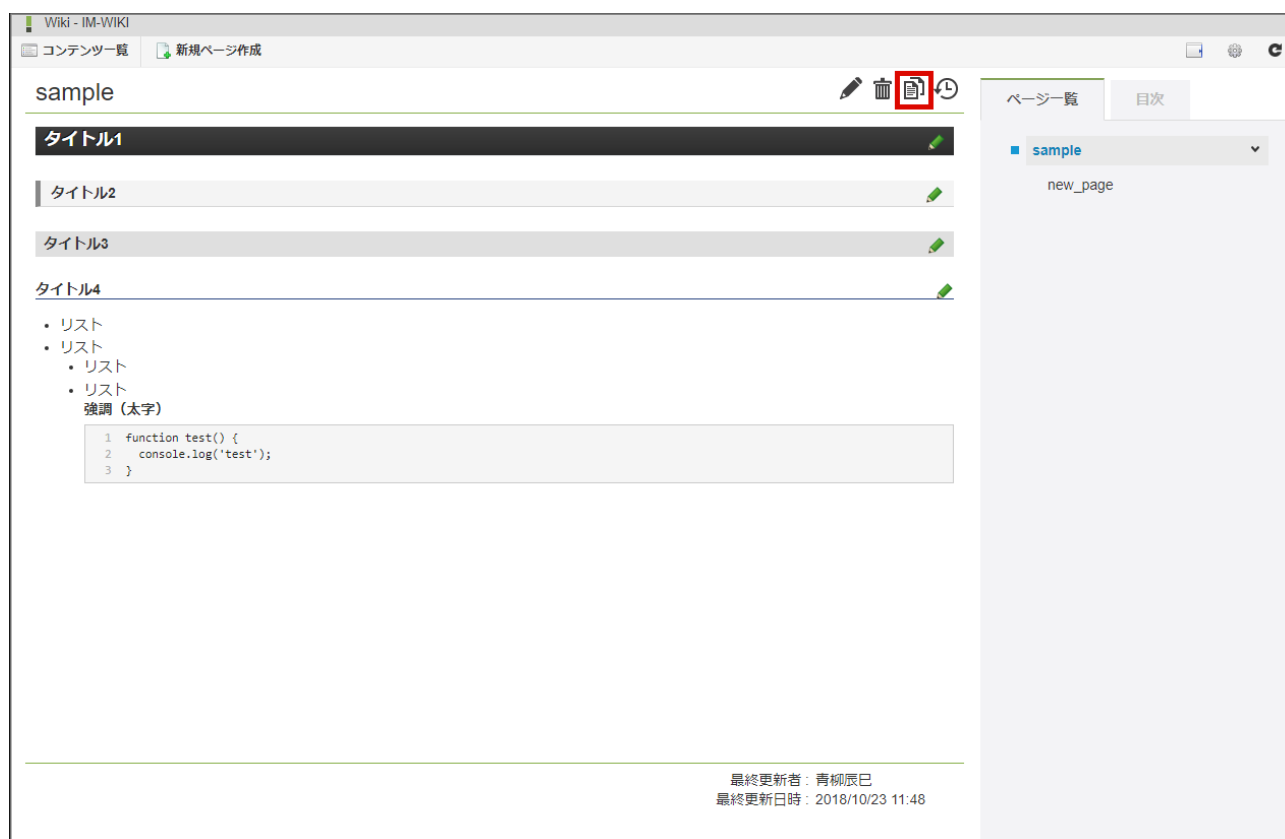 Wiki - IM-WIKI
コンテンツ一覧 新規ページ作成
sample
ページ一覧 目次
タイトル1
sample
new_page
タイトル2
タイトル3
タイトル4
• リスト
• リスト
• リスト
• リスト
強調（太字）
1 function test() {
2 console.log('test');
3 }
最終更新者 : 青柳辰巳
最終更新日時 : 2018/10/23 11:48